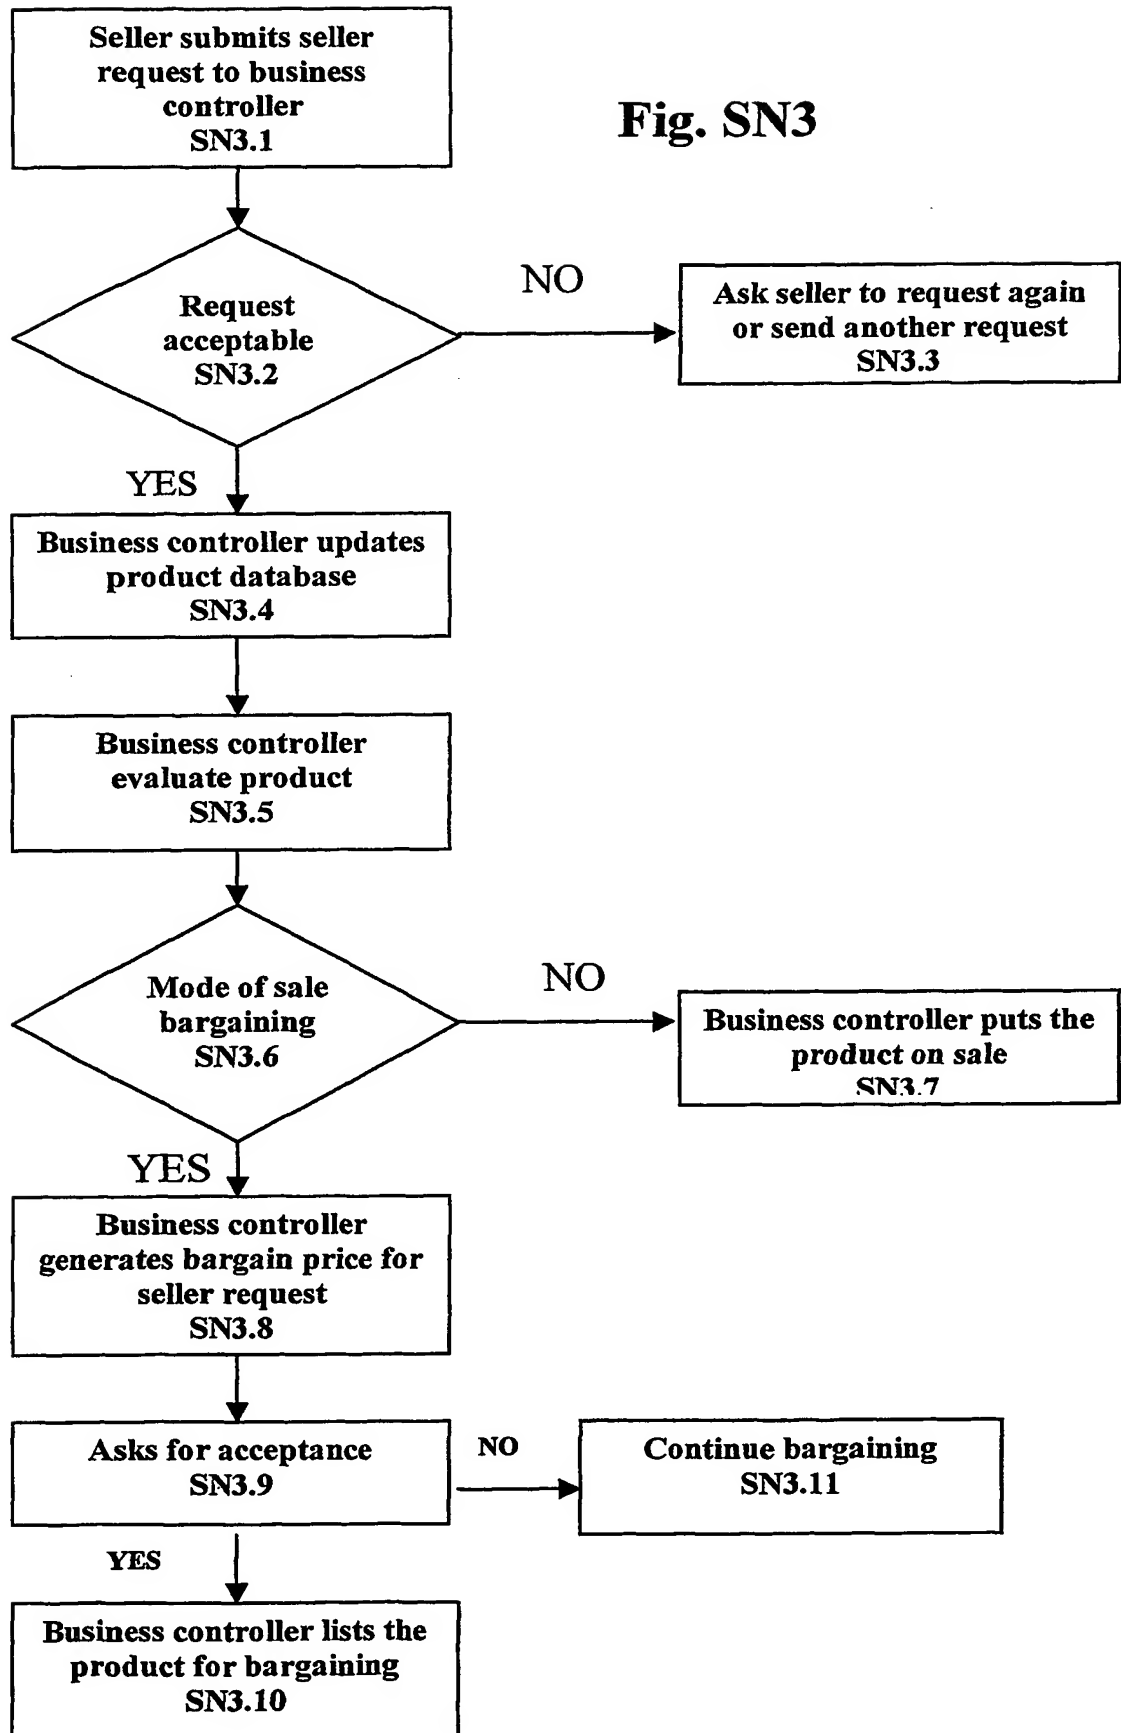 Seller submits seller
request to business
controller
SN3.1
Fig. SN3
Request
acceptable
SN3.2
NO
Ask seller to request again
or send another request
SN3.3
YES
Business controller updates
product database
SN3.4
Business controller
evaluate product
SN3.5
Mode of sale
bargaining
SN3.6
NO
Business controller puts the
product on sale
SN3.7
YES
Business controller
generates bargain price for
seller request
SN3.8
Asks for acceptance
SN3.9
NO
Continue bargaining
SN3.11
YES
Business controller lists the
product for bargaining
SN3.10